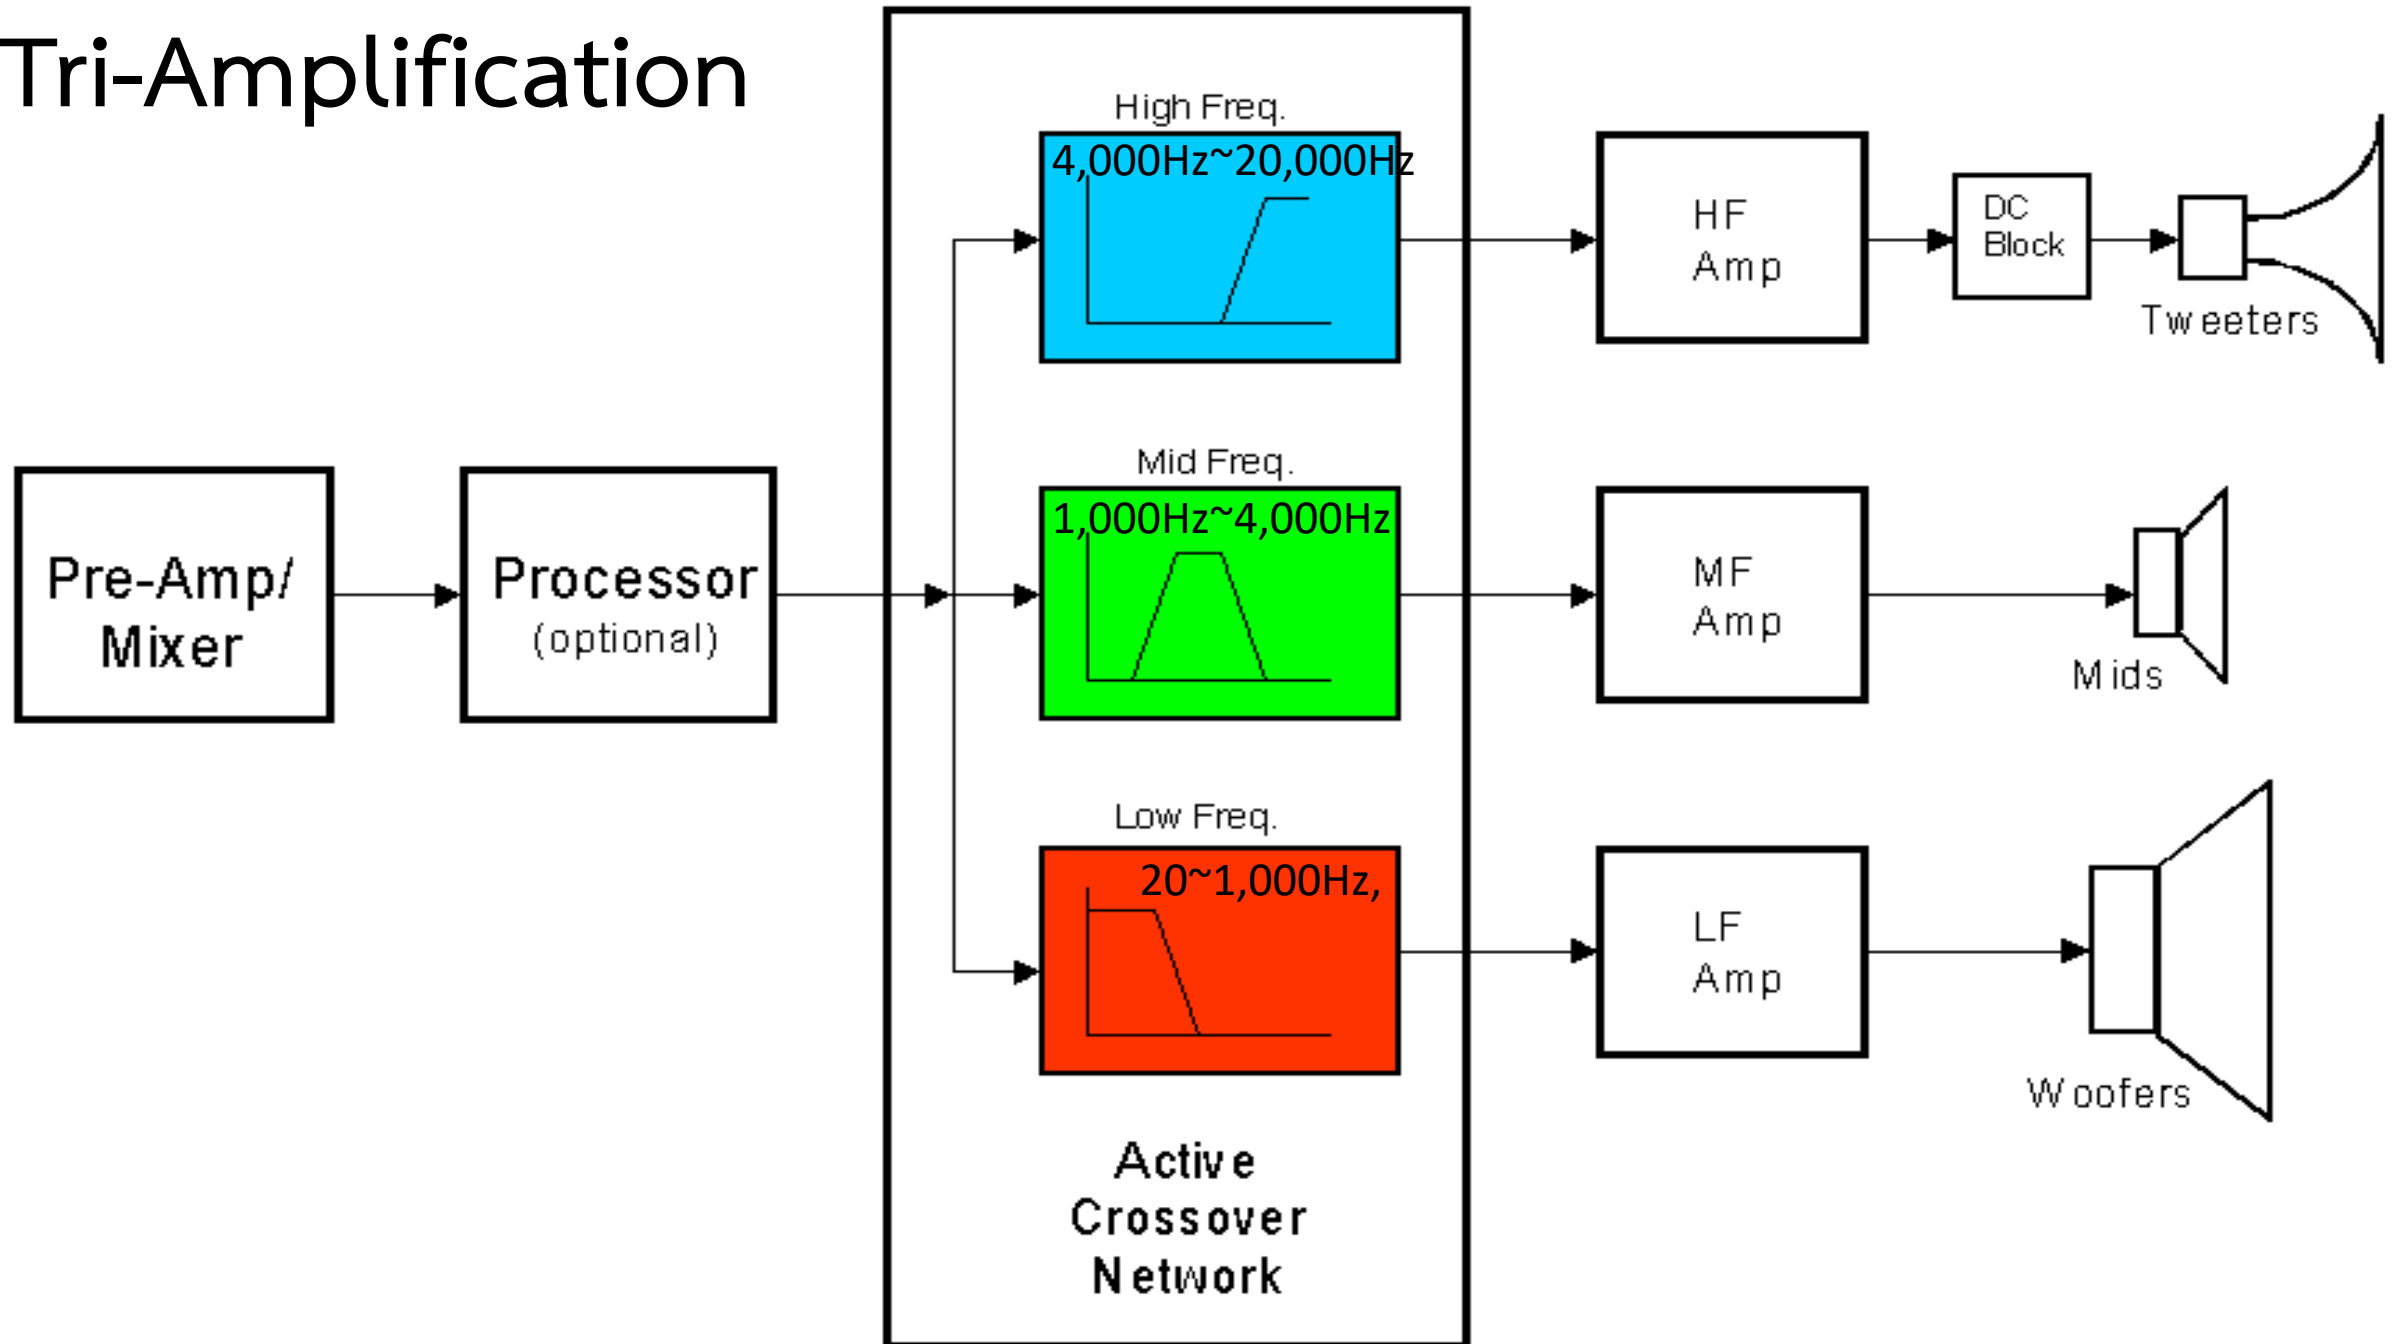 Tri-Amplification
High Freq.
4,000Hz~20,000Hz
HF
Amp
DC
Block
Tweeters
Pre-Amp/
Mixer
Processor
(optional)
Mid Freq.
1,000Hz~4,000Hz
MF
Amp
Mids
Low Freq.
20~1,000Hz,
LF
Amp
Woofers
Active
Crossover
Network